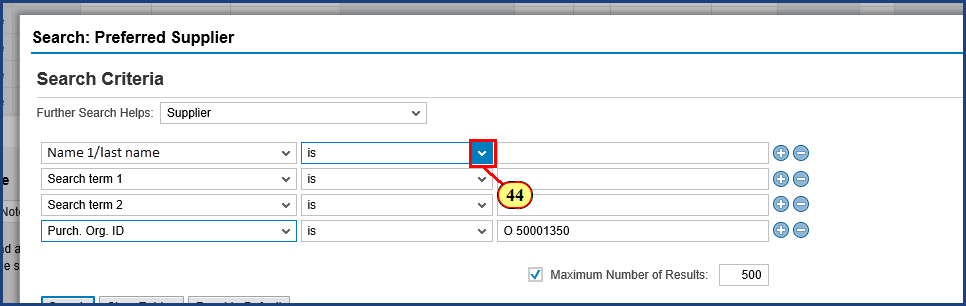 Search: Preferred Supplier
Search Criteria
Further Search Helps: Supplier
Name 1/last name is
Search term 1 is
44
Search term 2 is
Purch. Org. ID is O 50001350
Maximum Number of Results: 500